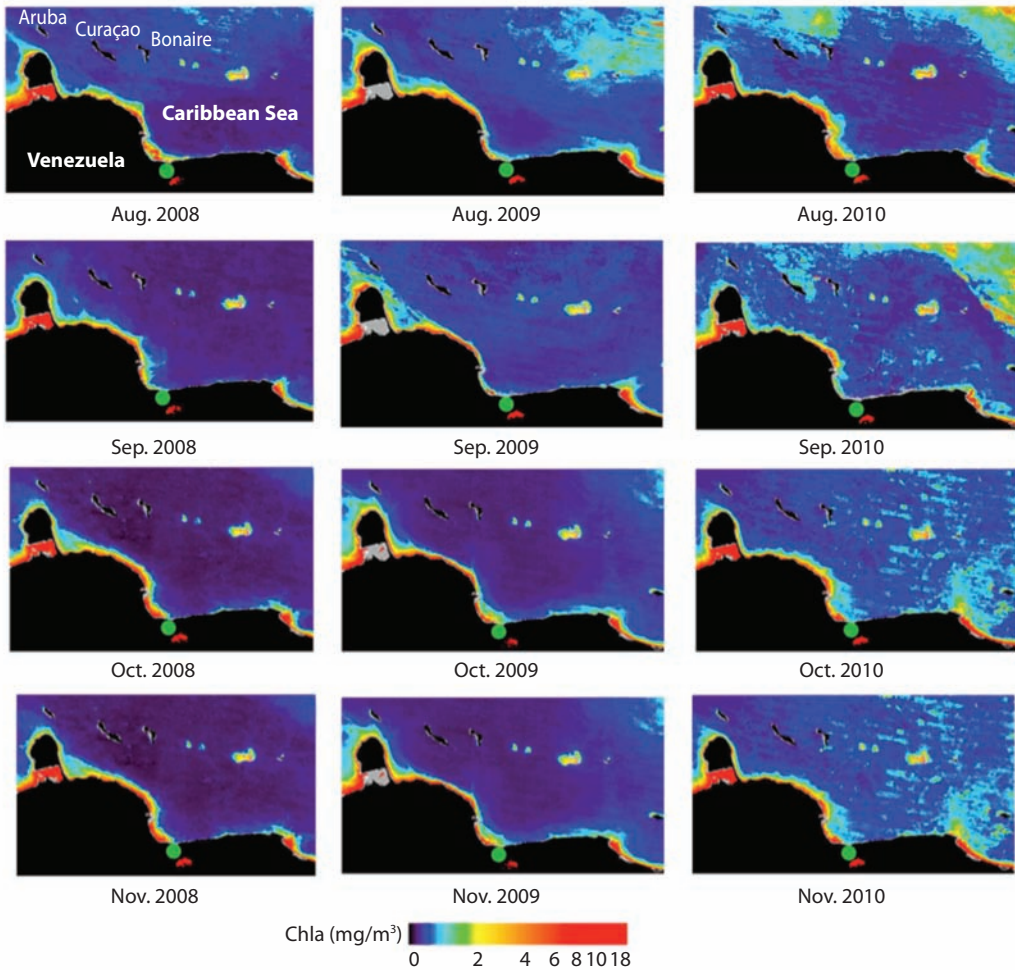 Aruba
Curaçao
Bonaire
Caribbean Sea
Venezuela
Aug. 2008
Aug. 2009
Aug. 2010
Sep. 2008
Sep. 2009
Sep. 2010
Oct. 2008
Oct. 2009
Oct. 2010
Nov. 2008
Nov. 2009
Nov. 2010
Chla (mg/m³)
0 2 4 6 8 10 18